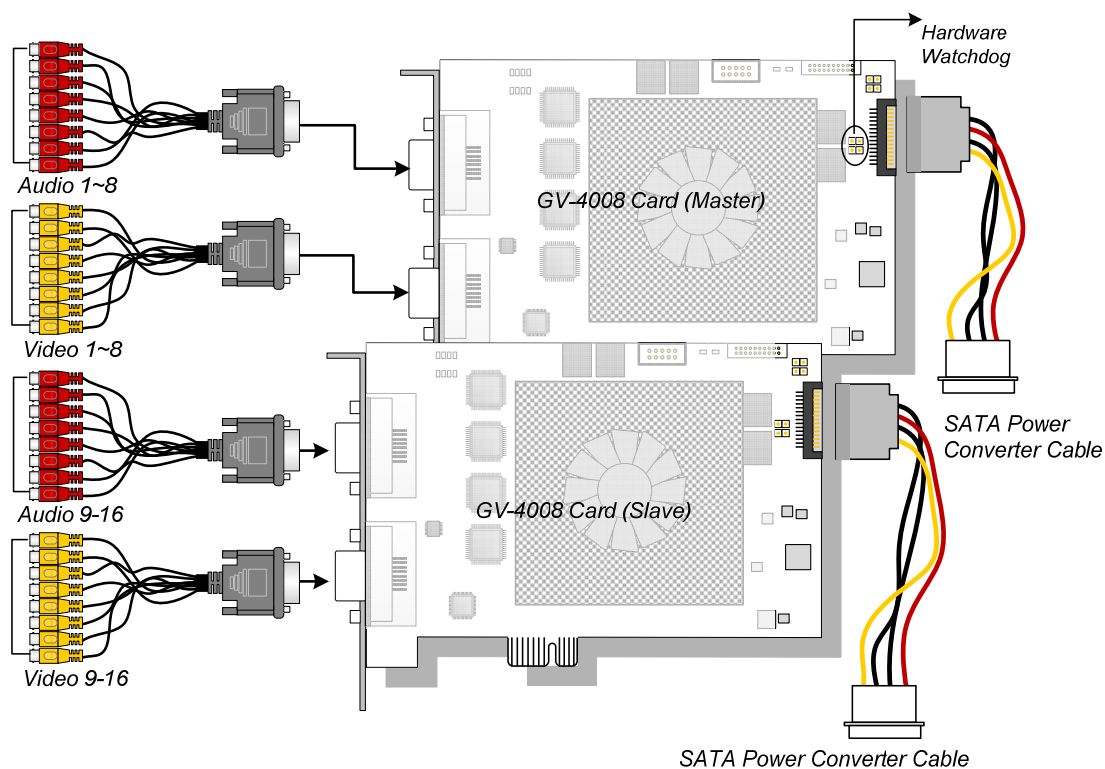 Hardware
Watchdog
Audio 1~8
GV-4008 Card (Master)
Video 1~8
SATA Power
Converter Cable
Audio 9-16
GV-4008 Card (Slave)
Video 9-16
SATA Power Converter Cable